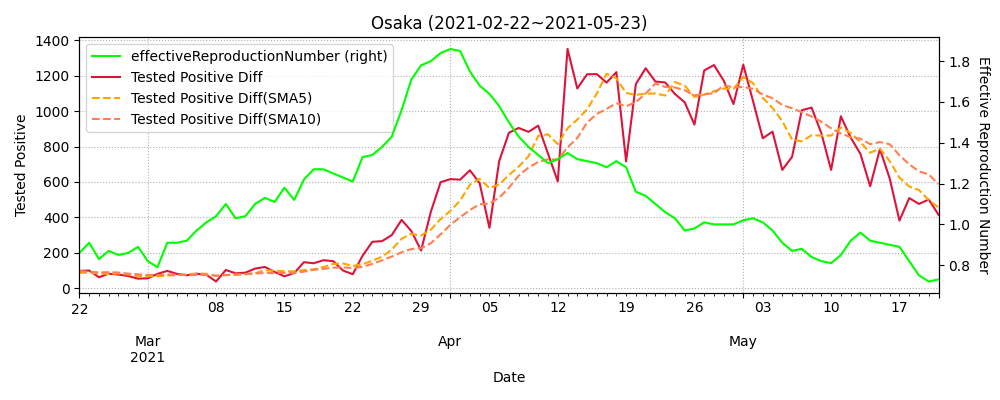 Osaka (2021-02-22~2021-05-23)
effectiveReproductionNumber (right)
Tested Positive Diff
Tested Positive Diff(SMA5)
Tested Positive Diff(SMA10)
Tested Positive
1400
1200
1000
800
600
400
200
0
Effective Reproduction Number
1.8
1.6
1.4
1.2
1.0
0.8
22 08 15 22 29 05 12 19 26 03 10 17
Mar Apr May
2021
Date